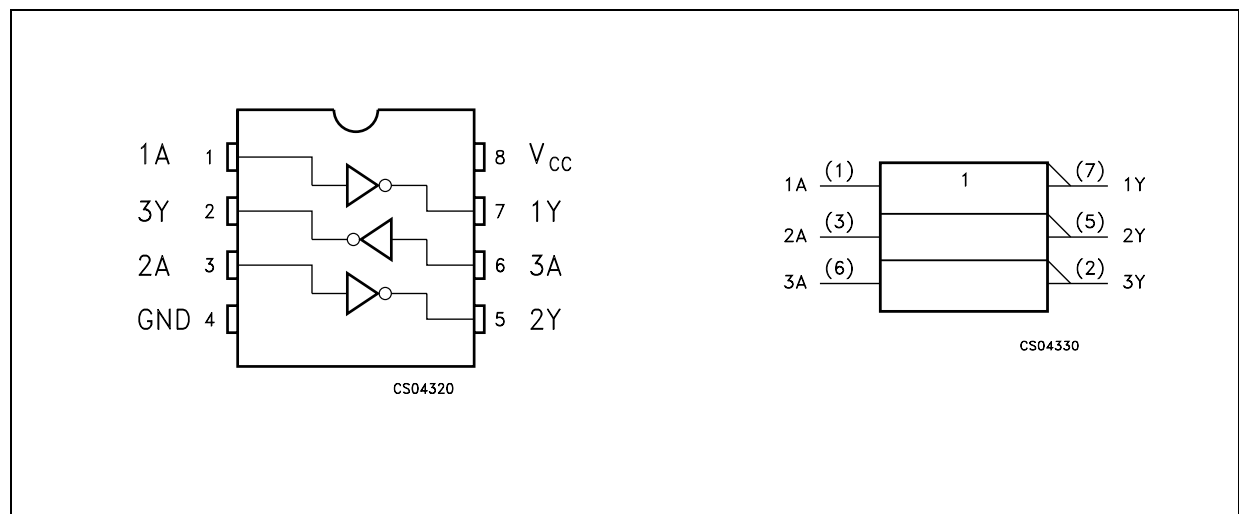 1A 1 8 VCC
3Y 2 7 1Y
2A 3 6 3A
GND 4 5 2Y
CS04320
1
1A (1) (7) 1Y
2A (3) (5) 2Y
3A (6) (2) 3Y
CS04330